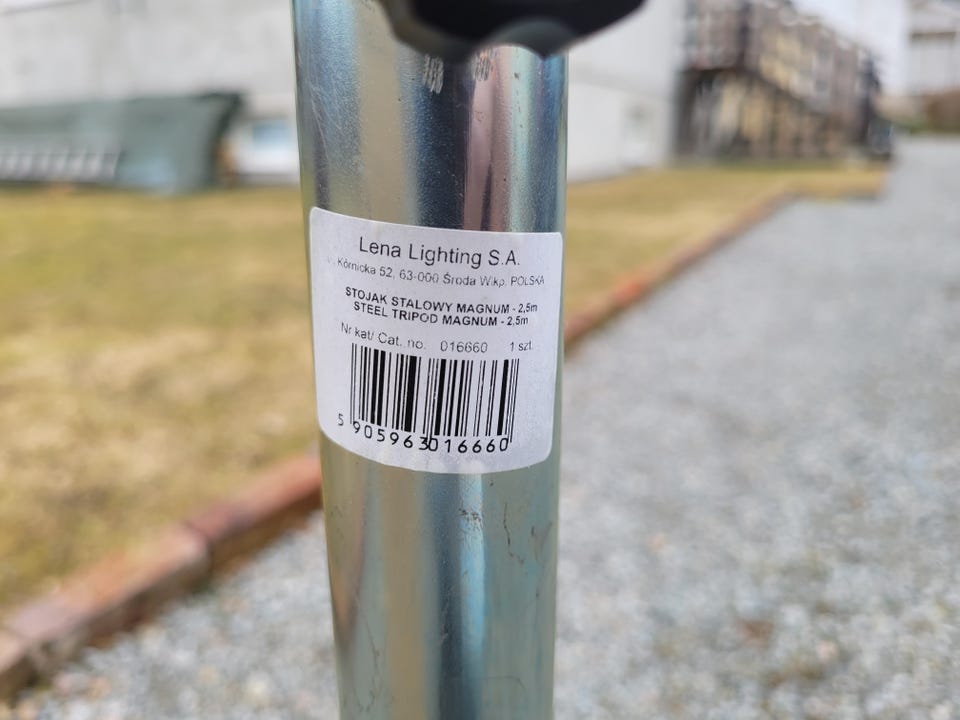 Lena Lighting S.A.
Kórnicka 52, 63-000 Środa Wlkp. POLSKA
STOJAK STALOWY MAGNUM - 2,5m
STEEL TRIPOD MAGNUM - 2,5m
Nr kat/ Cat. no. 016660 1 szt.
5 905963 016660